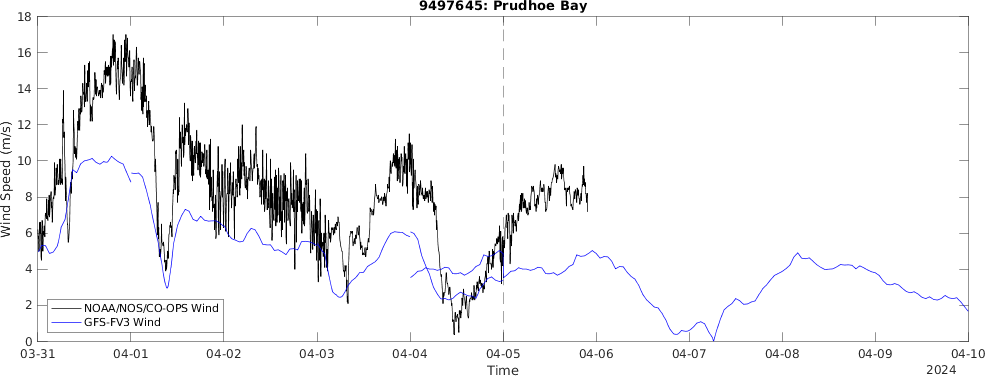 9497645: Prudhoe Bay
18
16
14
12
10
8
6
4
2
0
Wind Speed (m/s)
NOAA/NOS/CO-OPS Wind
GFS-FV3 Wind
03-31 04-01 04-02 04-03 04-04 04-05 04-06 04-07 04-08 04-09 04-10
Time
2024